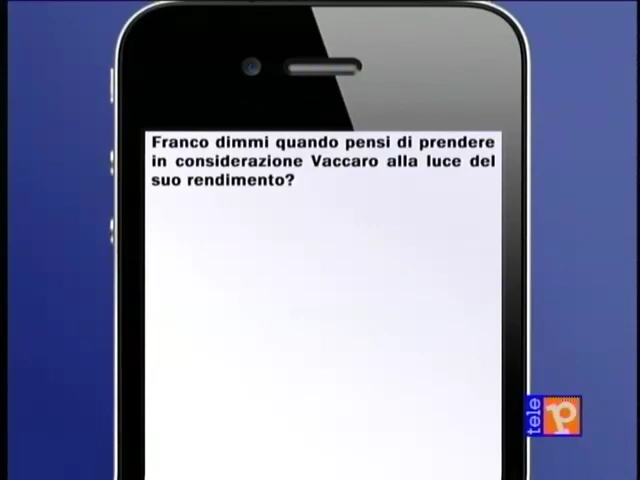 Franco dimmi quando pensi di prendere
in considerazione Vaccaro alla luce del
suo rendimento?
tele
p